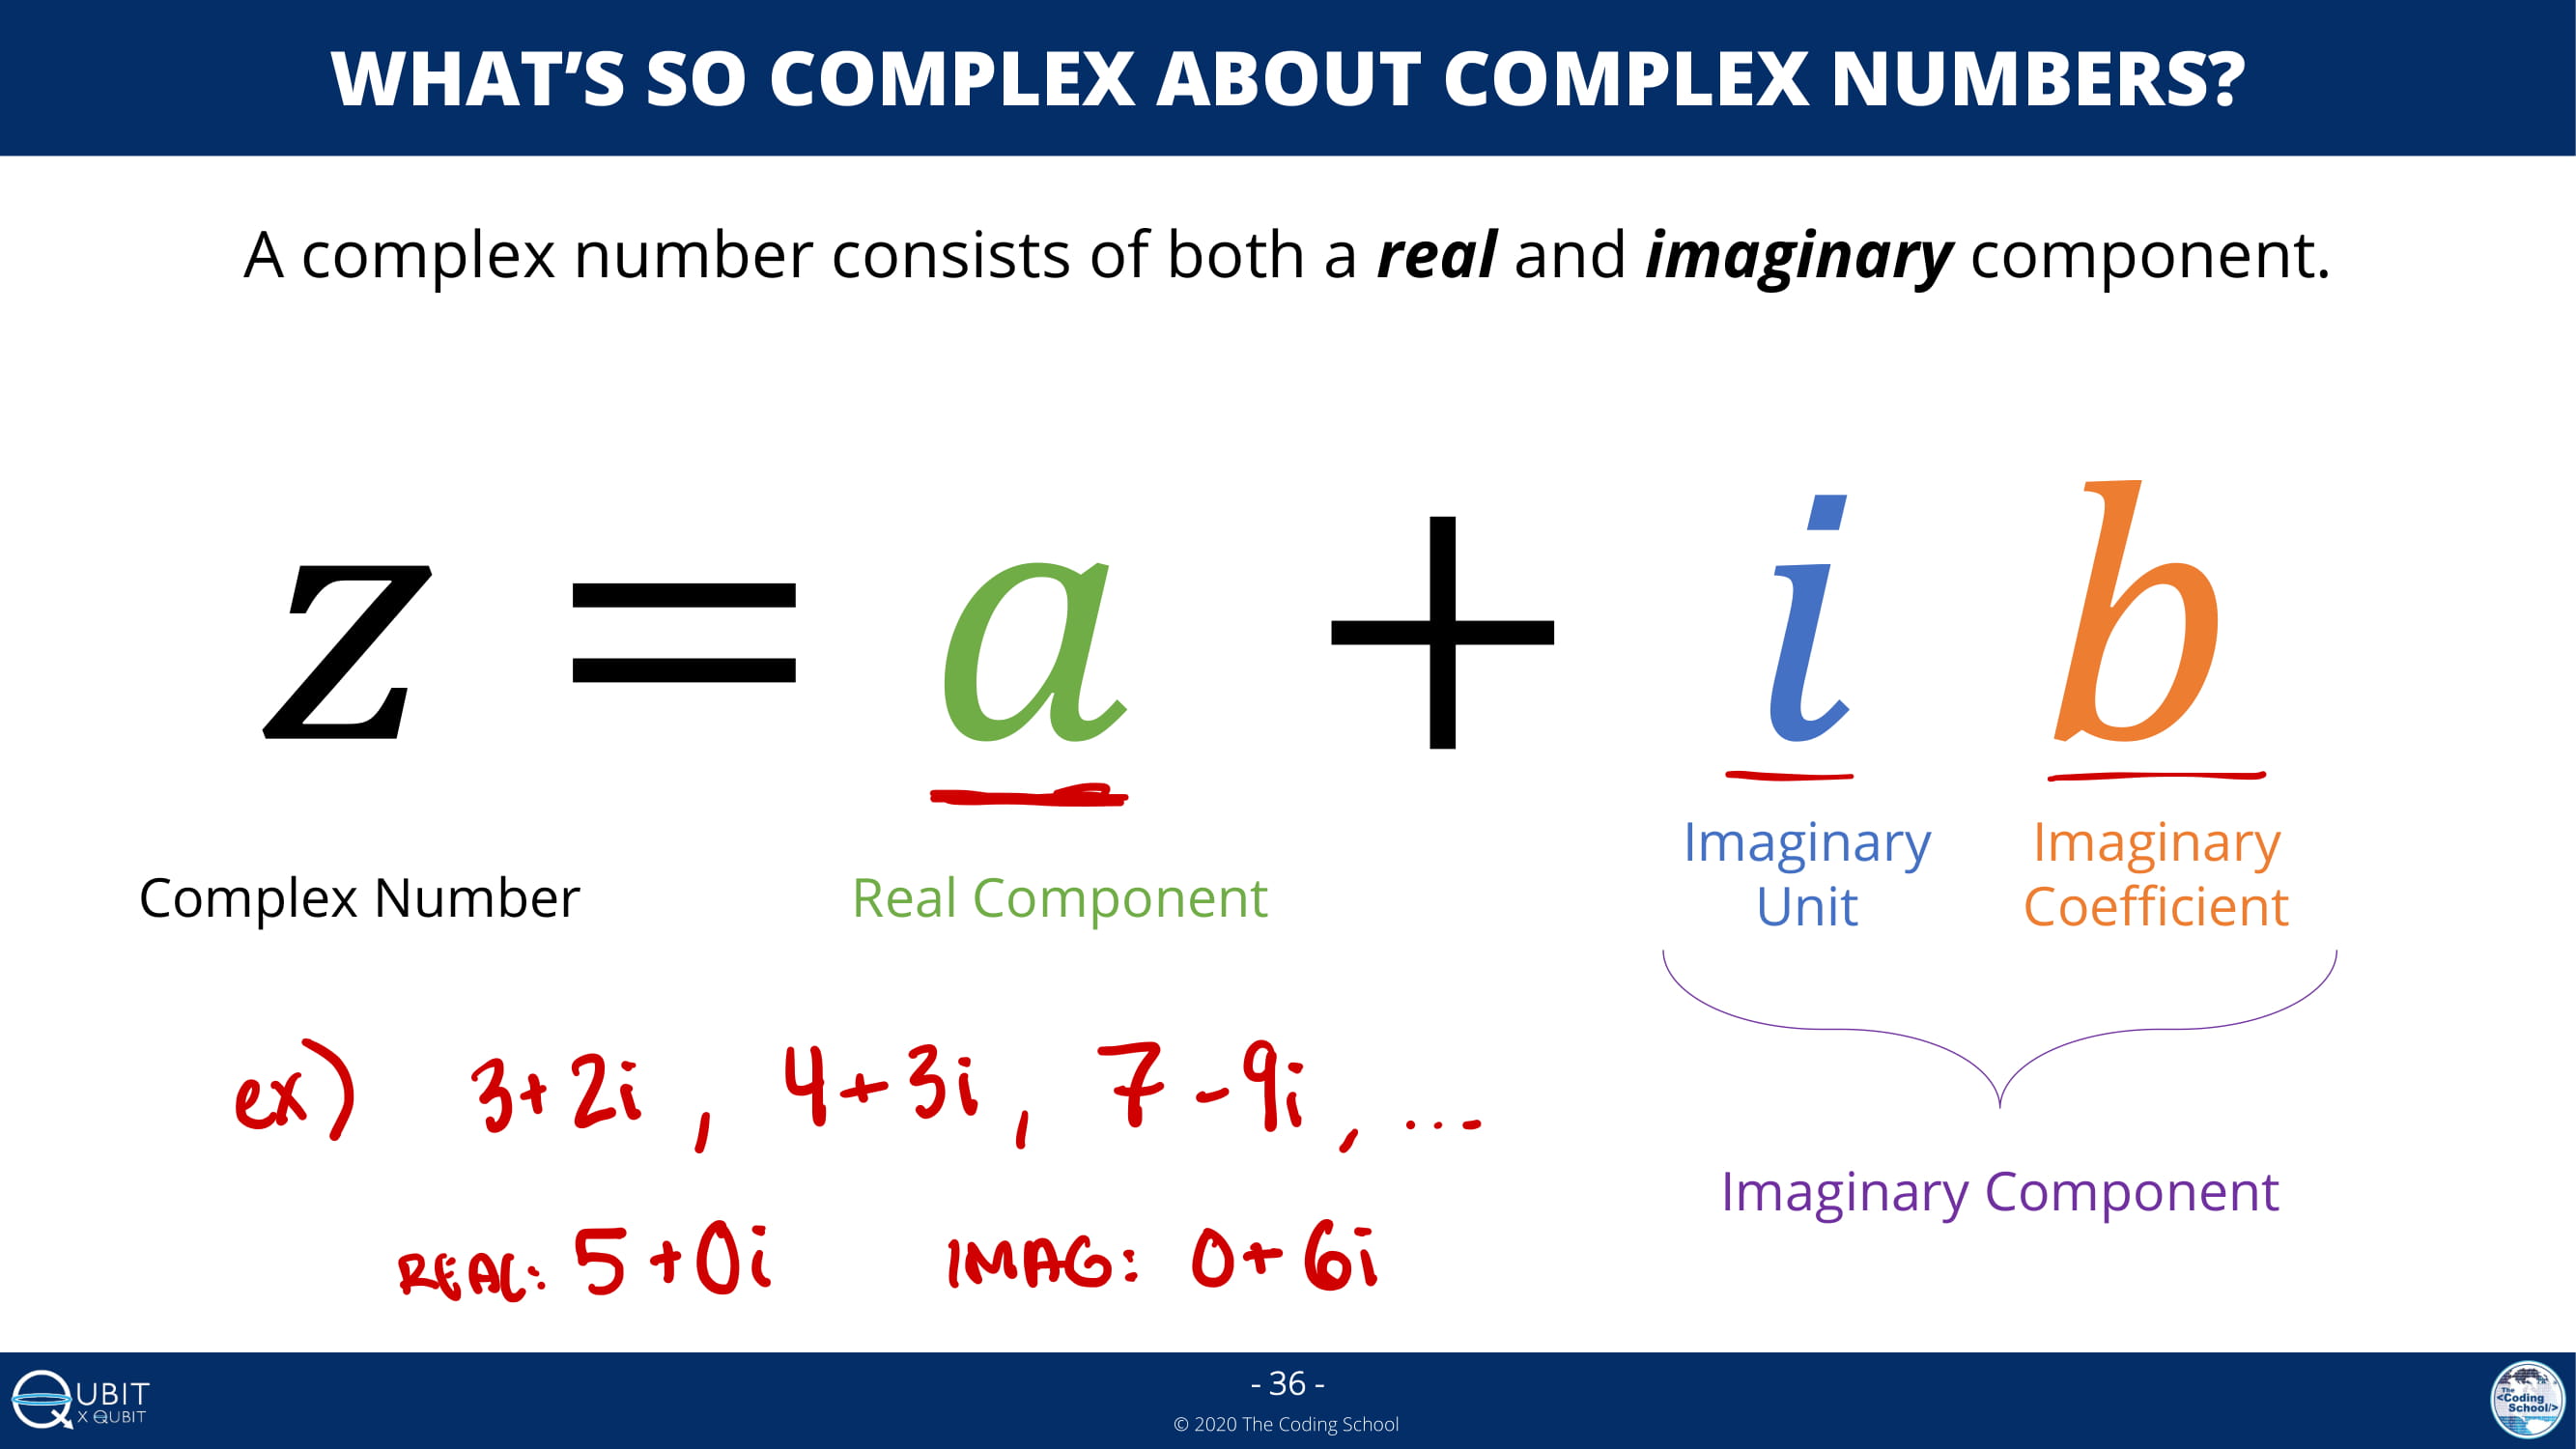 WHAT’S SO COMPLEX ABOUT COMPLEX NUMBERS?
A complex number consists of both a real and imaginary component.
z = a + i b
Complex Number
Real Component
Imaginary
Unit
Imaginary
Coefficient
Imaginary Component
ex) 3+2i , 4+3i , 7-9i , ...
REAL: 5+0i IMAG: 0+6i
QUBIT
X QUBIT
- 36 -
© 2020 The Coding School
The
<Coding
School/>